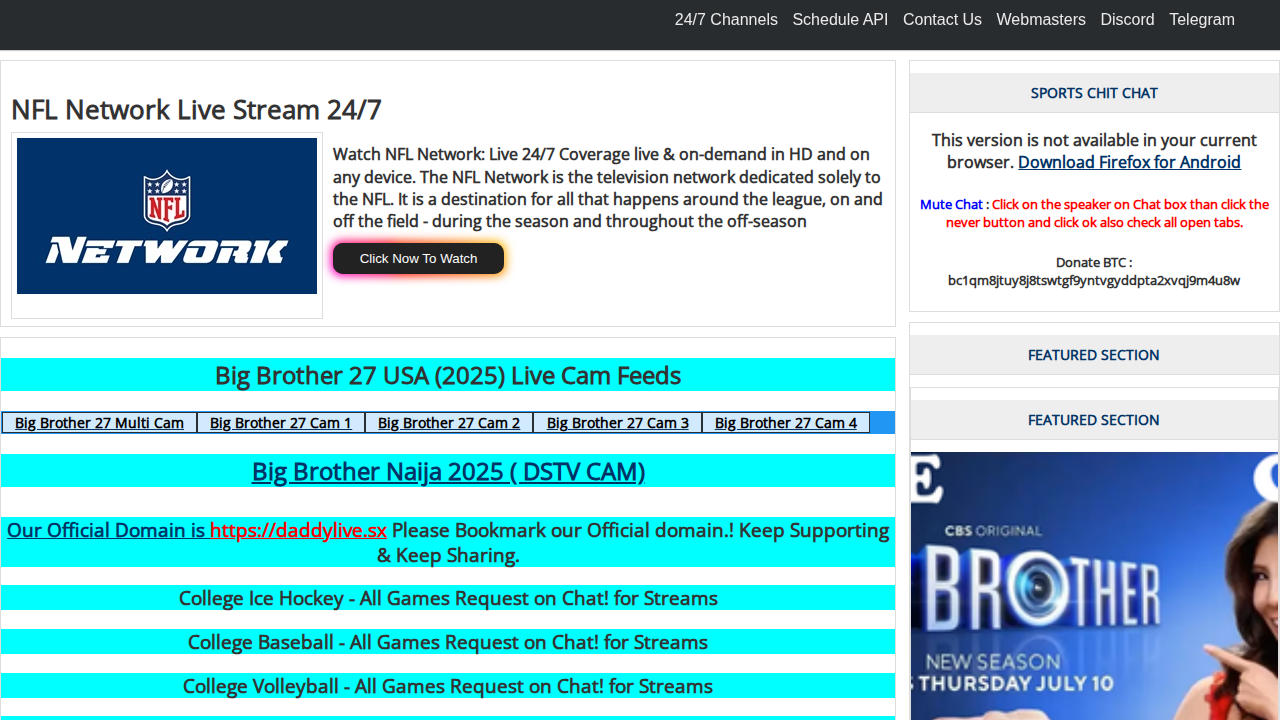 24/7 Channels Schedule API Contact Us Webmasters Discord Telegram
NFL Network Live Stream 24/7
NFL
NETWORK
Watch NFL Network: Live 24/7 Coverage live & on-demand in HD and on
any device. The NFL Network is the television network dedicated solely to
the NFL. It is a destination for all that happens around the league, on and
off the field - during the season and throughout the off-season
Click Now To Watch
Big Brother 27 USA (2025) Live Cam Feeds
Big Brother 27 Multi Cam Big Brother 27 Cam 1 Big Brother 27 Cam 2 Big Brother 27 Cam 3 Big Brother 27 Cam 4
Big Brother Naija 2025 ( DSTV CAM)
Our Official Domain is https://daddylive.sx Please Bookmark our Official domain.! Keep Supporting
& Keep Sharing.
College Ice Hockey - All Games Request on Chat! for Streams
College Baseball - All Games Request on Chat! for Streams
College Volleyball - All Games Request on Chat! for Streams
SPORTS CHIT CHAT
This version is not available in your current
browser. Download Firefox for Android
Mute Chat : Click on the speaker on Chat box than click the
never button and click ok also check all open tabs.
Donate BTC :
bc1qm8jtuy8j8tswtgf9yntvgyddpta2xvqj9m4u8w
FEATURED SECTION
FEATURED SECTION
CBS ORIGINAL
BROTHER
NEW SEASON
THURSDAY JULY 10